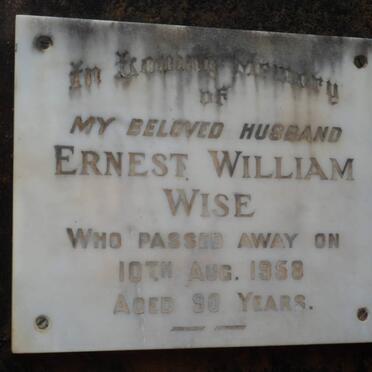 In Loving Memory
of
MY BELOVED HUSBAND
ERNEST WILLIAM
WISE
WHO PASSED AWAY ON
10TH AUG. 1958
AGED 90 YEARS.